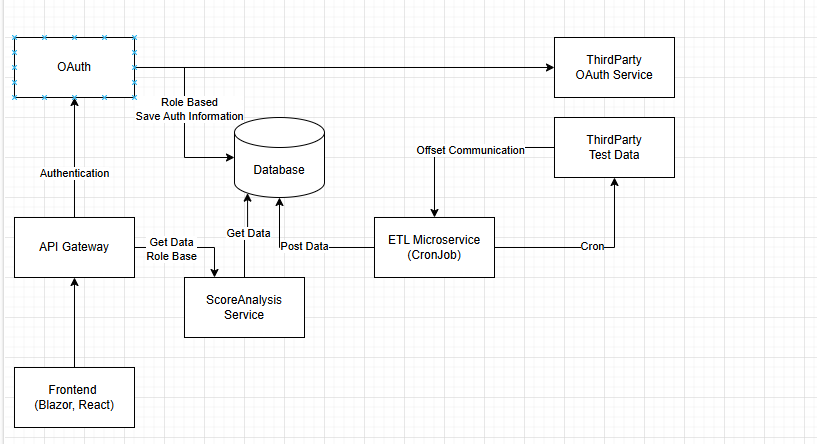 OAuth
ThirdParty
OAuth Service
Role Based
Save Auth Information
ThirdParty
Test Data
Offset Communication
Database
Authentication
API Gateway
Get Data
Role Base
Get Data
Post Data
ETL Microservice
(CronJob)
Cron
ScoreAnalysis
Service
Frontend
(Blazor, React)